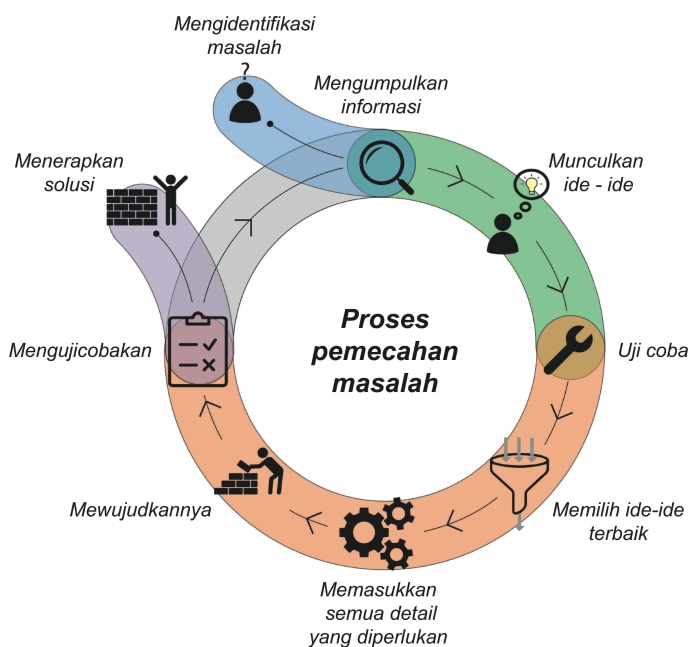 Mengidentifikasi
masalah
?
Mengumpulkan
informasi
Munculkan
ide - ide
Menerapkan
solusi
Proses
pemecahan
masalah
Mengujicobakan
Uji coba
Mewujudkannya
Memilih ide-ide
terbaik
Memasukkan
semua detail
yang diperlukan